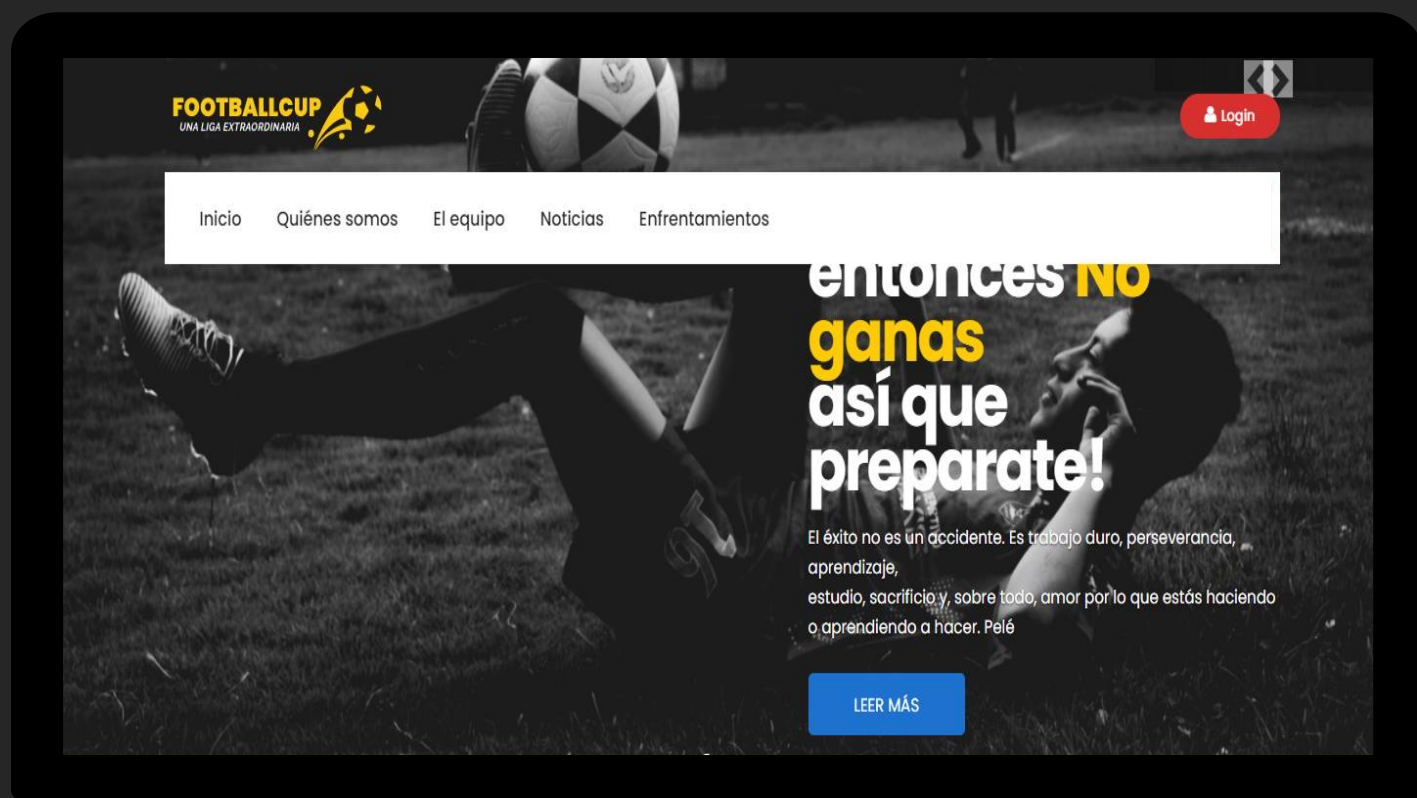 FOOTBALLCUP
UNA LIGA EXTRAORDINARIA
Login
Inicio Quiénes somos El equipo Noticias Enfrentamientos
entonces No
ganas
así que
preparate!
El éxito no es un accidente. Es trabajo duro, perseverancia,
aprendizaje,
estudio, sacrificio y, sobre todo, amor por lo que estás haciendo
o aprendiendo a hacer. Pelé
LEER MÁS